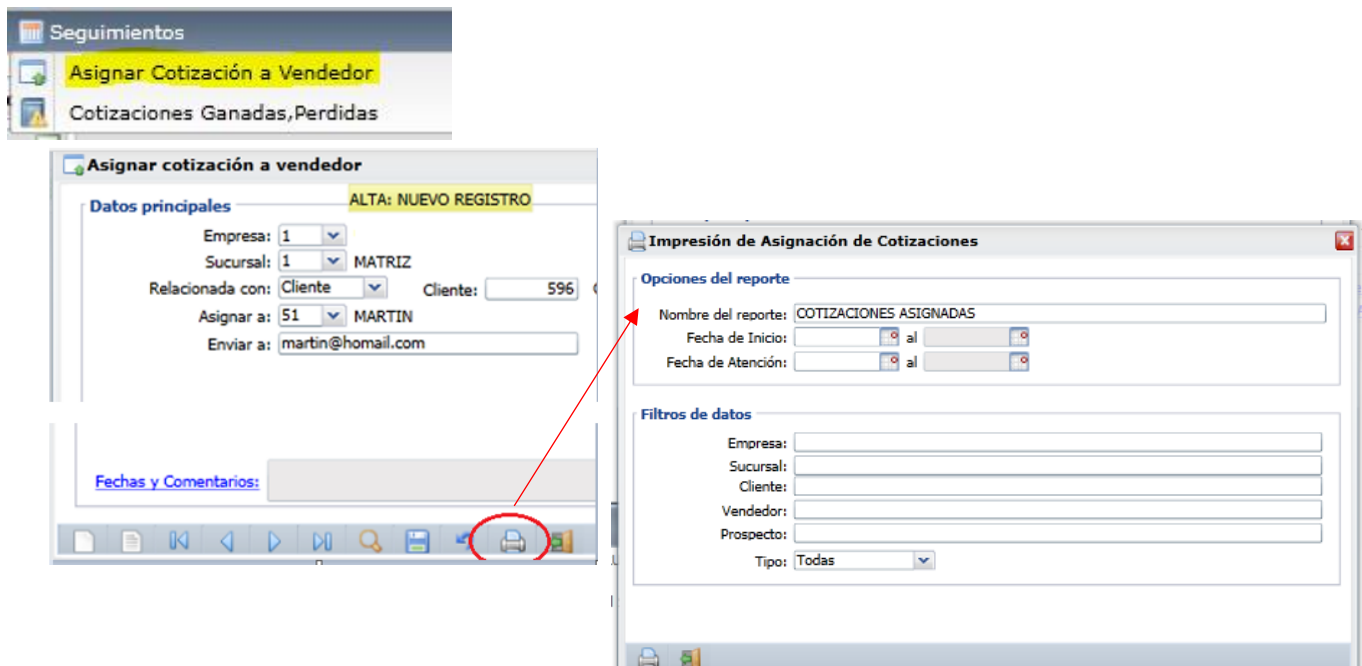 Seguimientos
Asignar Cotización a Vendedor
Cotizaciones Ganadas,Perdidas
Asignar cotización a vendedor
ALTA: NUEVO REGISTRO
Datos principales
Empresa: 1
Sucursal: 1 MATRIZ
Relacionada con: Cliente Cliente: 596
Asignar a: 51 MARTIN
Enviar a: martin@homail.com
Fechas y Comentarios:
Impresión de Asignación de Cotizaciones
Opciones del reporte
Nombre del reporte: COTIZACIONES ASIGNADAS
Fecha de Inicio: al
Fecha de Atención: al
Filtros de datos
Empresa:
Sucursal:
Cliente:
Vendedor:
Prospecto:
Tipo: Todas